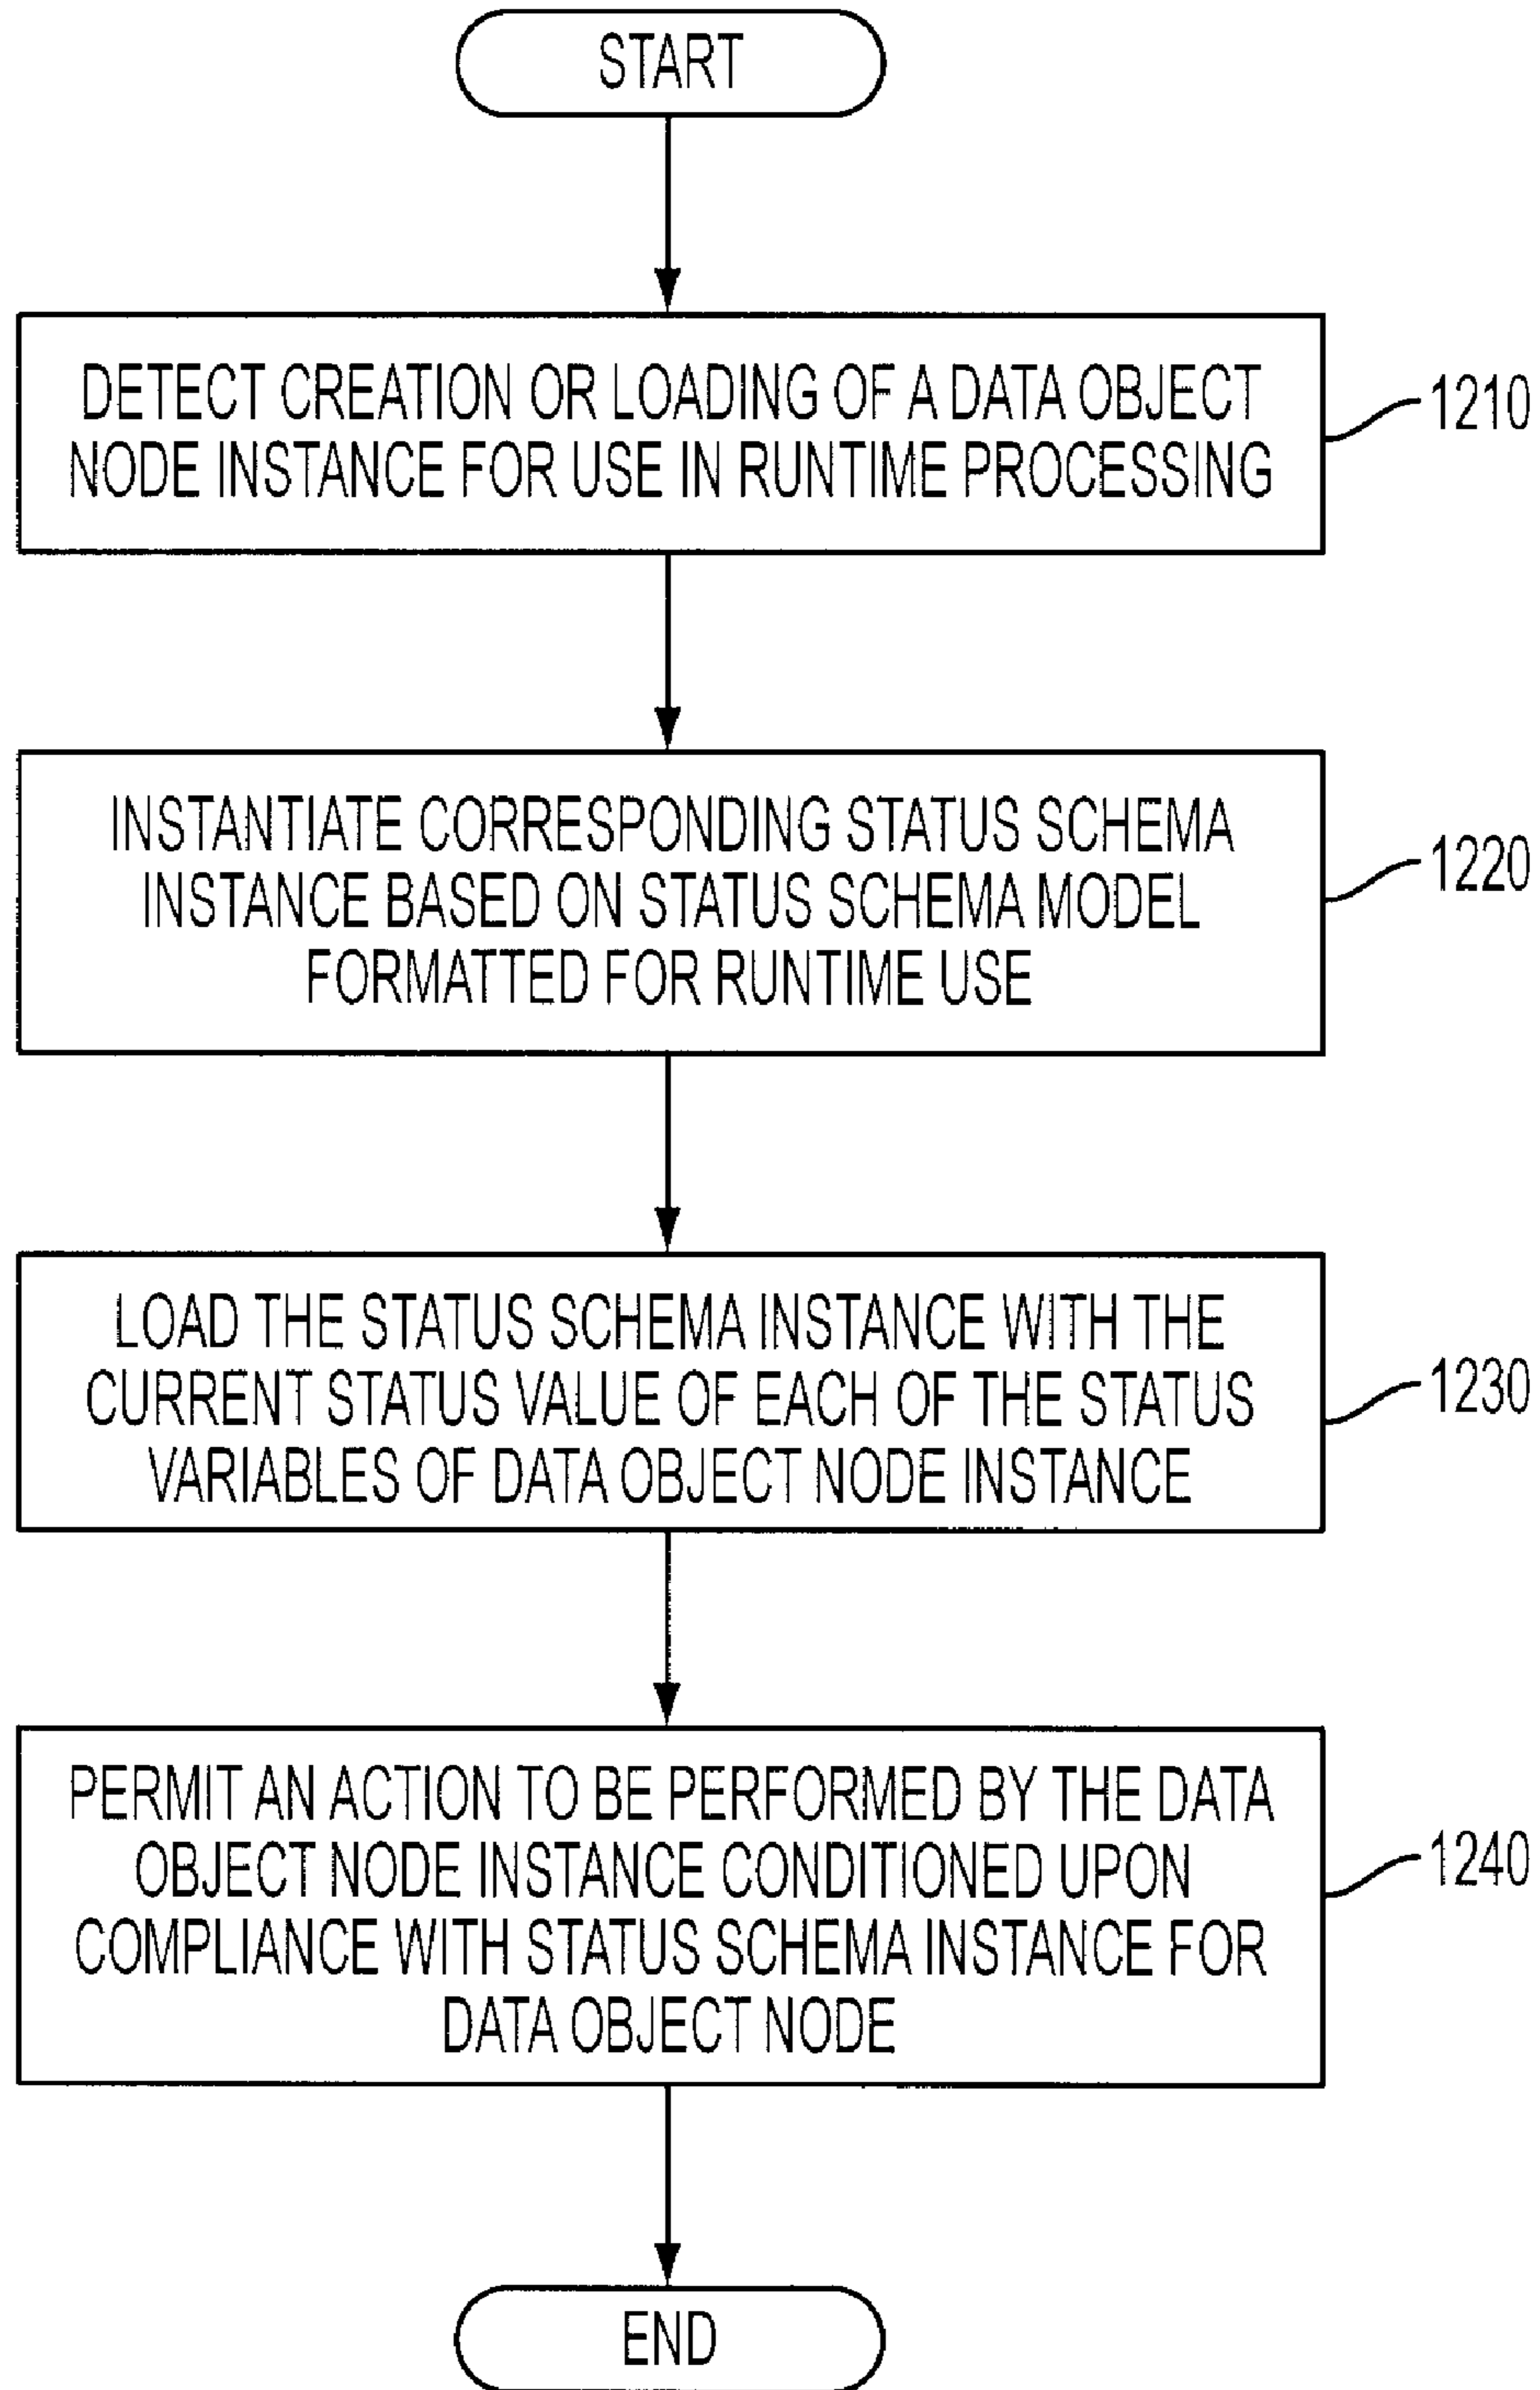 START
DETECT CREATION OR LOADING OF A DATA OBJECT
NODE INSTANCE FOR USE IN RUNTIME PROCESSING
1210
INSTANTIATE CORRESPONDING STATUS SCHEMA
INSTANCE BASED ON STATUS SCHEMA MODEL
FORMATTED FOR RUNTIME USE
1220
LOAD THE STATUS SCHEMA INSTANCE WITH THE
CURRENT STATUS VALUE OF EACH OF THE STATUS
VARIABLES OF DATA OBJECT NODE INSTANCE
1230
PERMIT AN ACTION TO BE PERFORMED BY THE DATA
OBJECT NODE INSTANCE CONDITIONED UPON
COMPLIANCE WITH STATUS SCHEMA INSTANCE FOR
DATA OBJECT NODE
1240
END